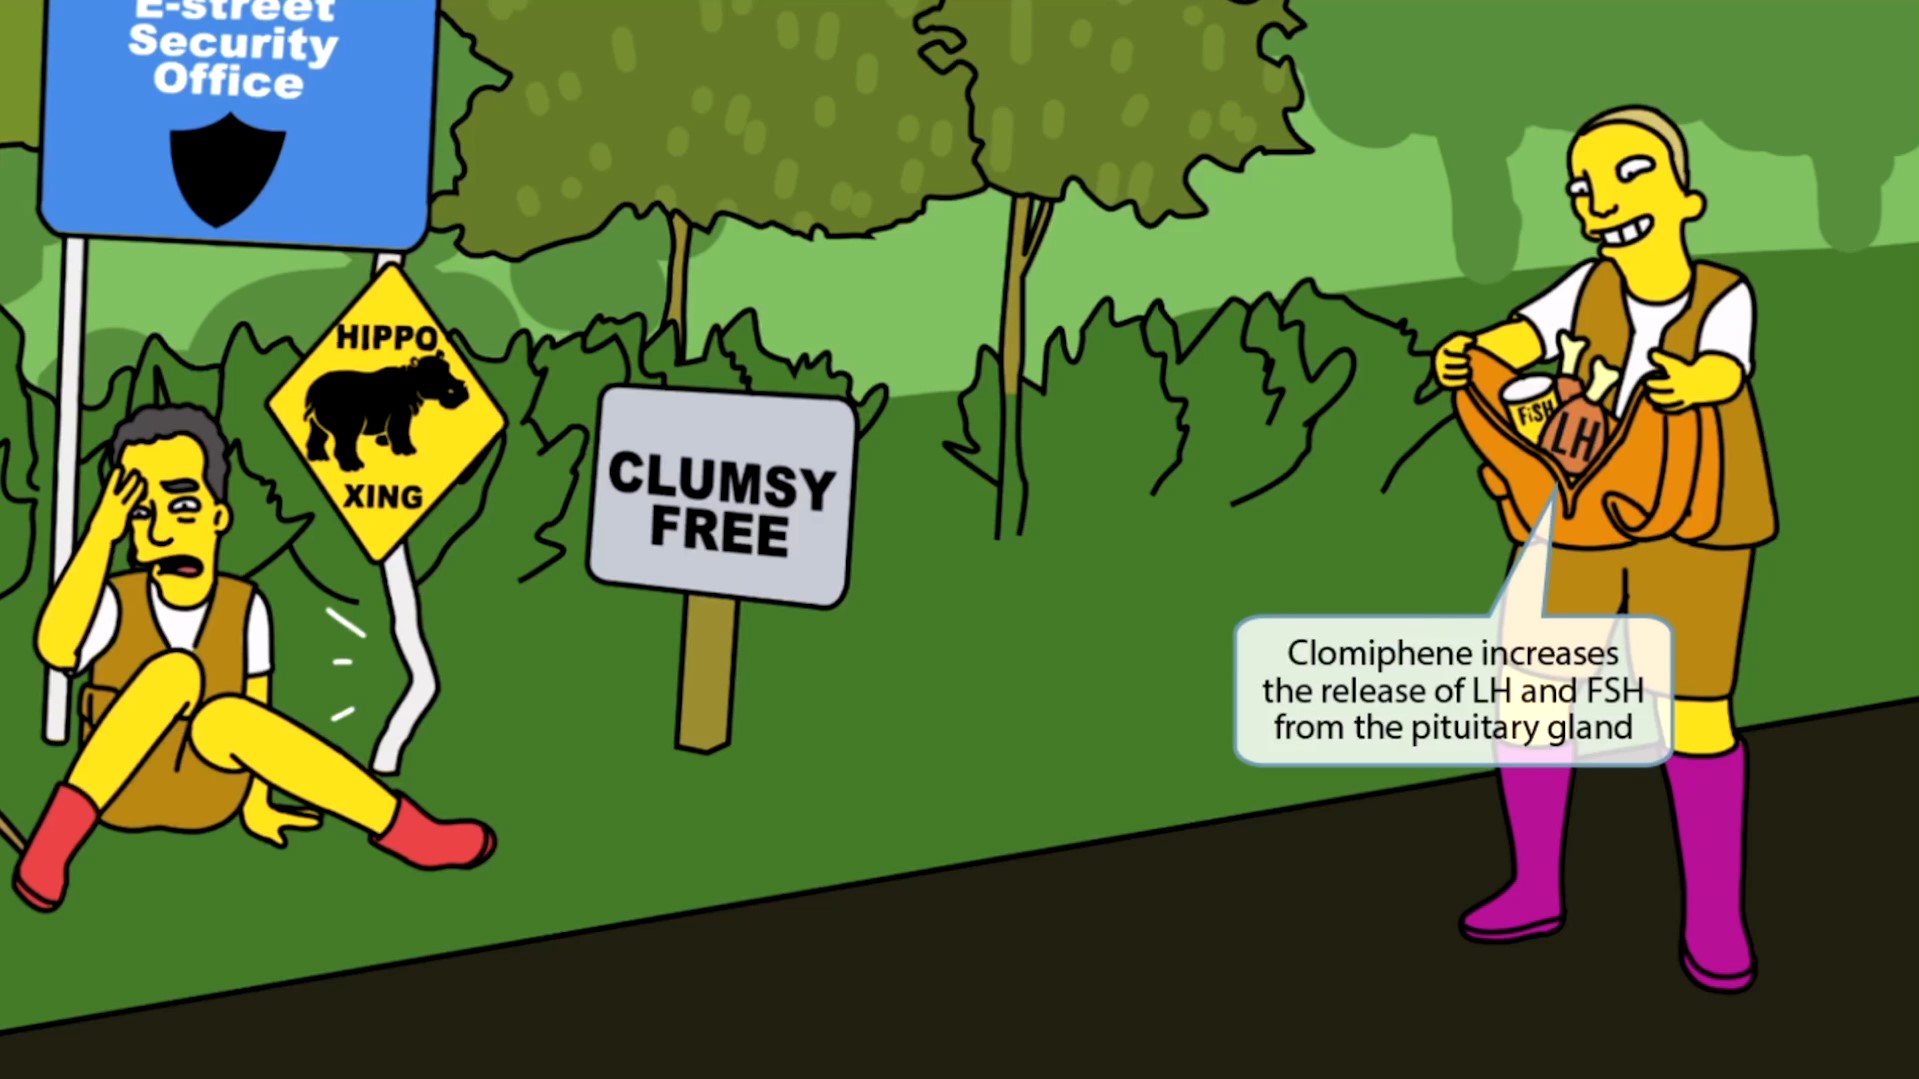 E-street
Security
Office
HIPPO
XING
CLUMSY
FREE
FiSH
LH
Clomiphene increases
the release of LH and FSH
from the pituitary gland